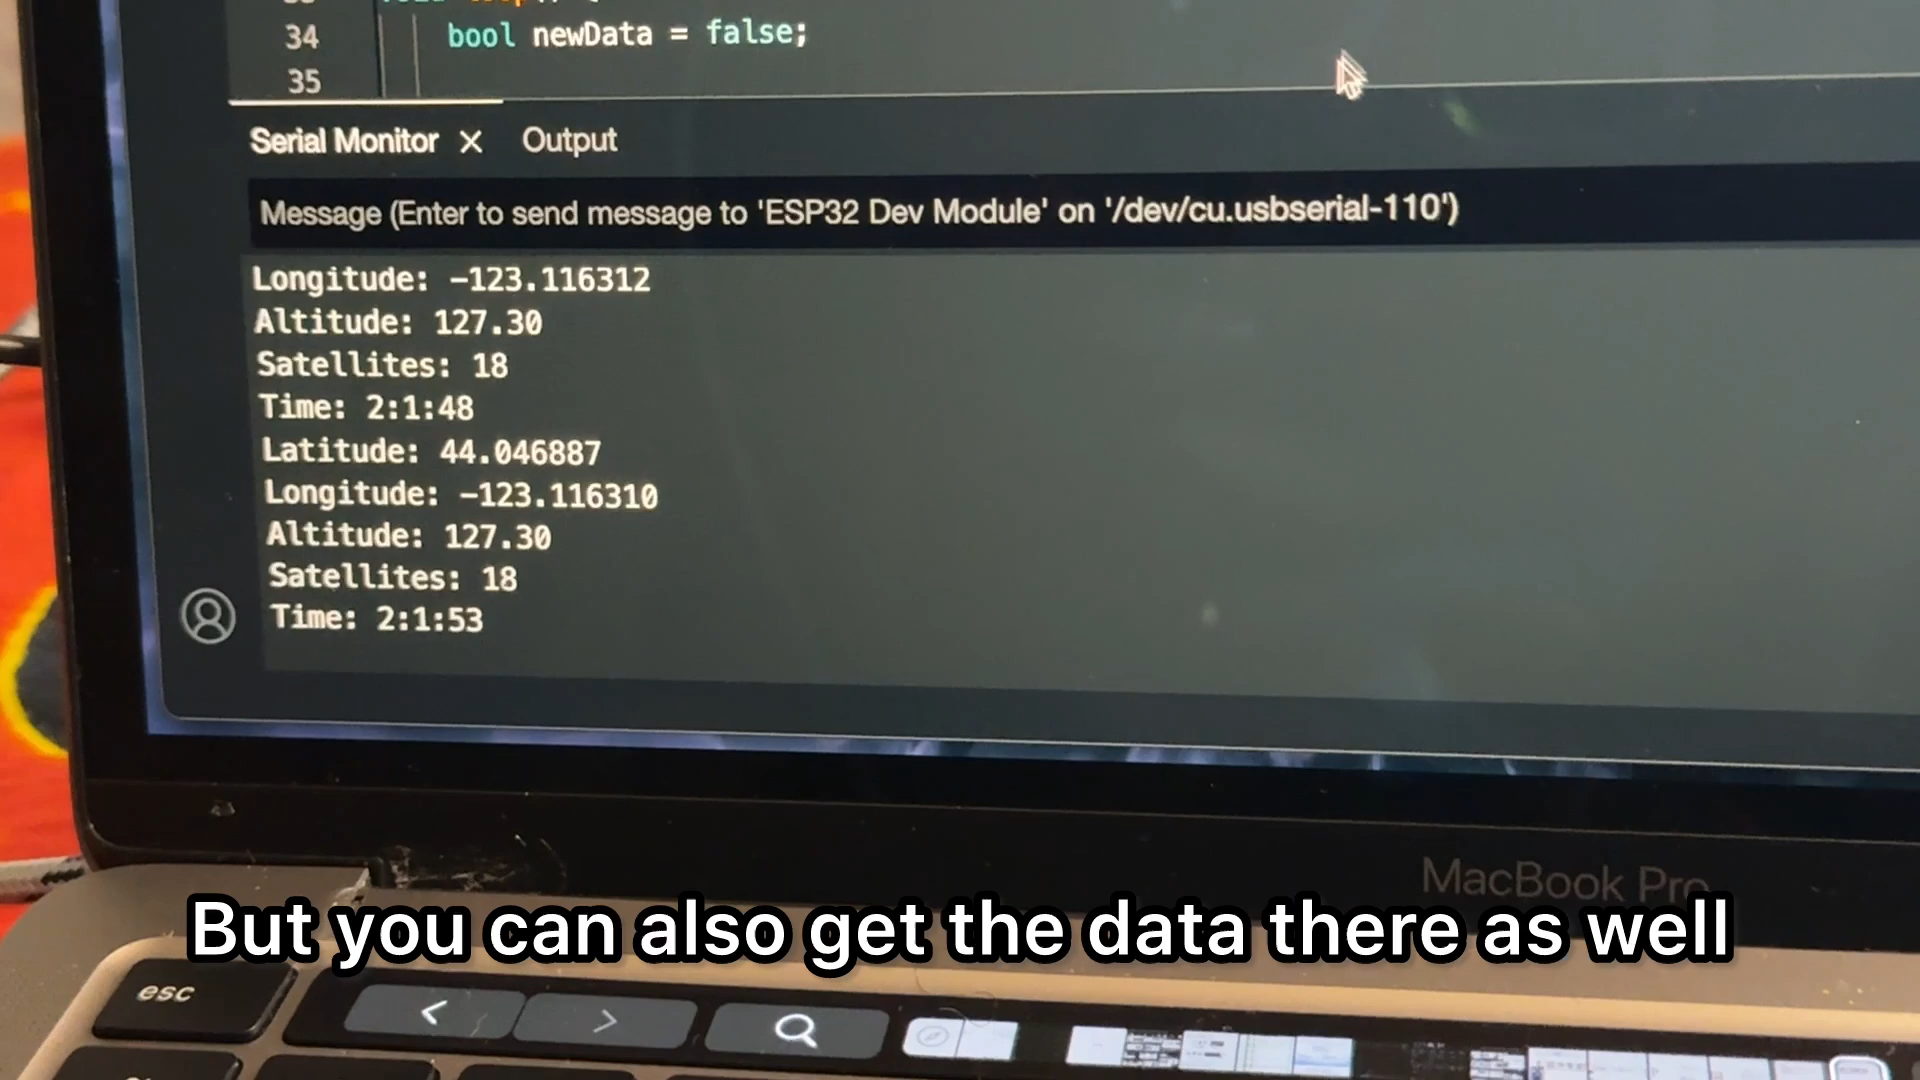 34 bool newData = false;
35
Serial Monitor X Output
Message (Enter to send message to 'ESP32 Dev Module' on '/dev/cu.usbserial-110')
Longitude: -123.116312
Altitude: 127.30
Satellites: 18
Time: 2:1:48
Latitude: 44.046887
Longitude: -123.116310
Altitude: 127.30
Satellites: 18
Time: 2:1:53
MacBook Pro
But you can also get the data there as well
esc